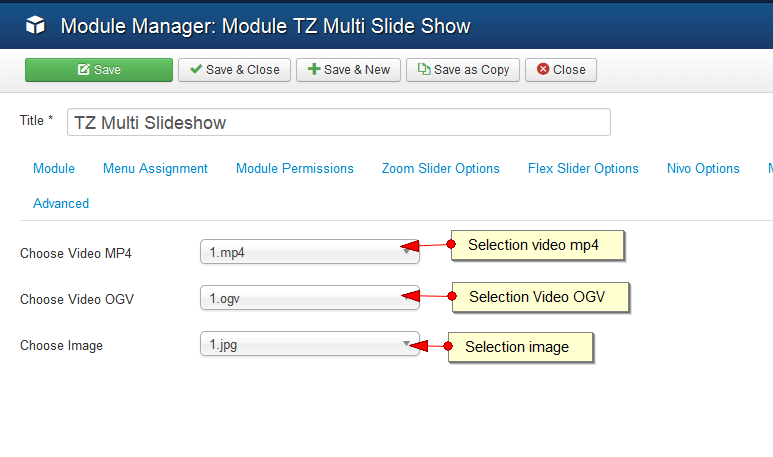 Module Manager: Module TZ Multi Slide Show
Save Save & Close Save & New Save as Copy Close
Title * TZ Multi Slideshow
Module Menu Assignment Module Permissions Zoom Slider Options Flex Slider Options Nivo Options
Advanced
Choose Video MP4 1.mp4 Selection video mp4
Choose Video OGV 1.ogv Selection Video OGV
Choose Image 1.jpg Selection image